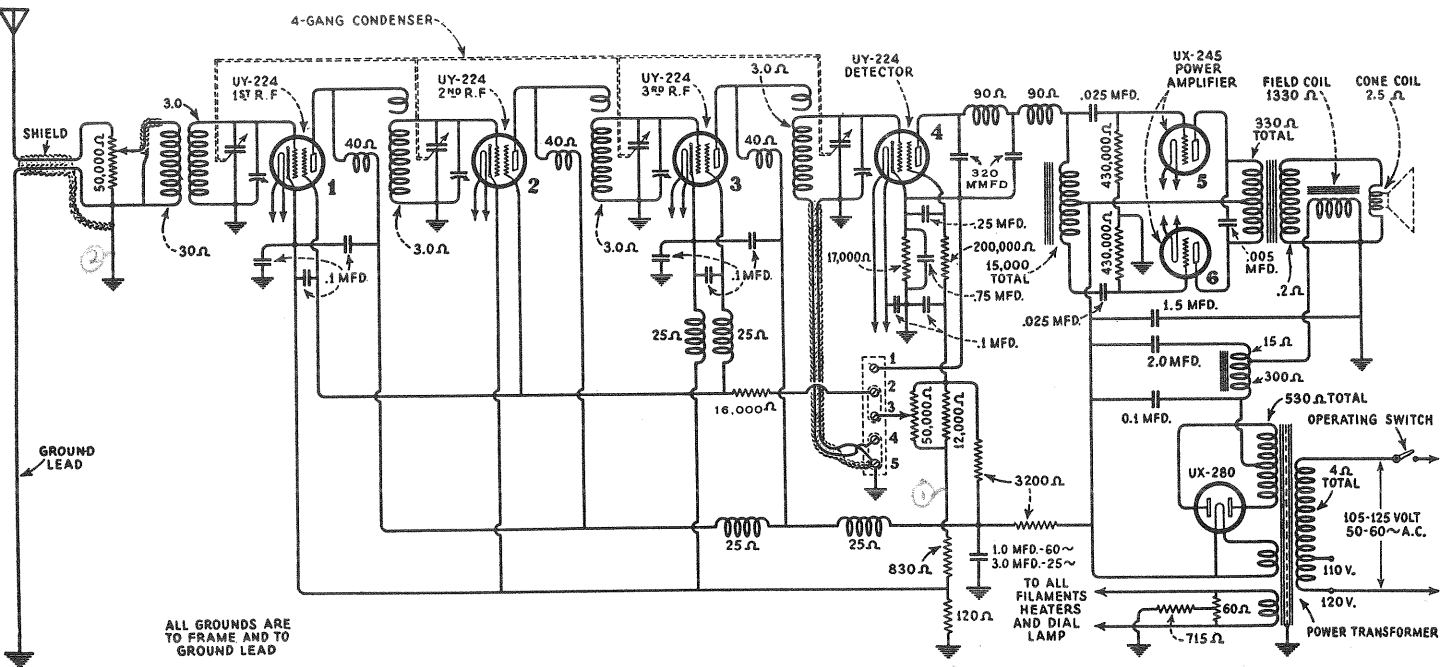 4-GANG CONDENSER
UY-224
1ST R.F
UY-224
2ND R.F
UY-224
3RD R.F
3.0 Ω
UY-224
DETECTOR
UX-245
POWER
AMPLIFIER
FIELD COIL
1330 Ω
CONE COIL
2.5 Ω
SHIELD
3.0
50,000 Ω
40Ω
40Ω
40Ω
1
2
3
4
90Ω
90Ω
.025 MFD.
330Ω
TOTAL
430,000Ω
5
320
MMFD
.25 MFD.
30Ω
3.0Ω
3.0Ω
2
.1 MFD.
.1 MFD.
17,000Ω
200,000Ω
15,000
TOTAL
430,000Ω
6
.005
MFD.
.2Ω
.75 MFD.
.025 MFD.
1.5 MFD.
.1 MFD.
25Ω
25Ω
2.0 MFD.
15Ω
300Ω
0.1 MFD.
1
2
3
4
5
16,000Ω
50,000Ω
12,000Ω
530Ω TOTAL
OPERATING SWITCH
GROUND
LEAD
UX-280
4Ω
TOTAL
1
3200Ω
105-125 VOLT
50-60~A.C.
25Ω
25Ω
830Ω
1.0 MFD.-60~
3.0 MFD.-25~
110 V.
120 V.
TO ALL
FILAMENTS
HEATERS
AND DIAL
LAMP
120Ω
60Ω
715Ω
POWER TRANSFORMER
ALL GROUNDS ARE
TO FRAME AND TO
GROUND LEAD